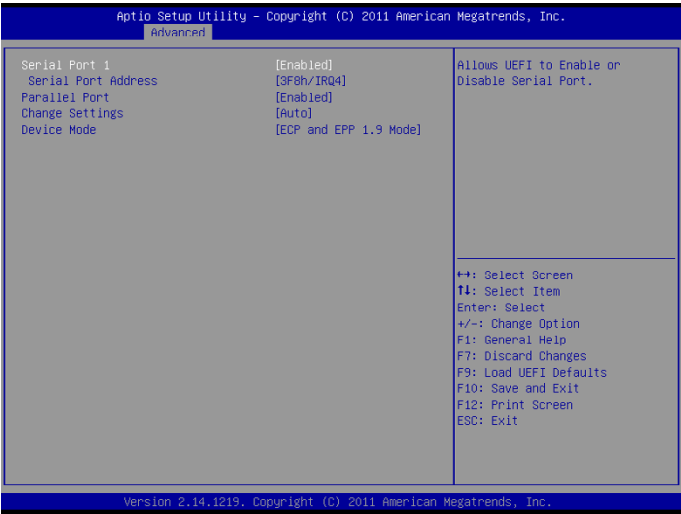 Aptio Setup Utility – Copyright (C) 2011 American Megatrends, Inc.
Advanced
Serial Port 1 [Enabled]
Serial Port Address [3F8h/IRQ4]
Parallel Port [Enabled]
Change Settings [Auto]
Device Mode [ECP and EPP 1.9 Mode]
Allows UEFI to Enable or
Disable Serial Port.
↔: Select Screen
↑↓: Select Item
Enter: Select
+/-: Change Option
F1: General Help
F7: Discard Changes
F9: Load UEFI Defaults
F10: Save and Exit
F12: Print Screen
ESC: Exit
Version 2.14.1219. Copyright (C) 2011 American Megatrends, Inc.